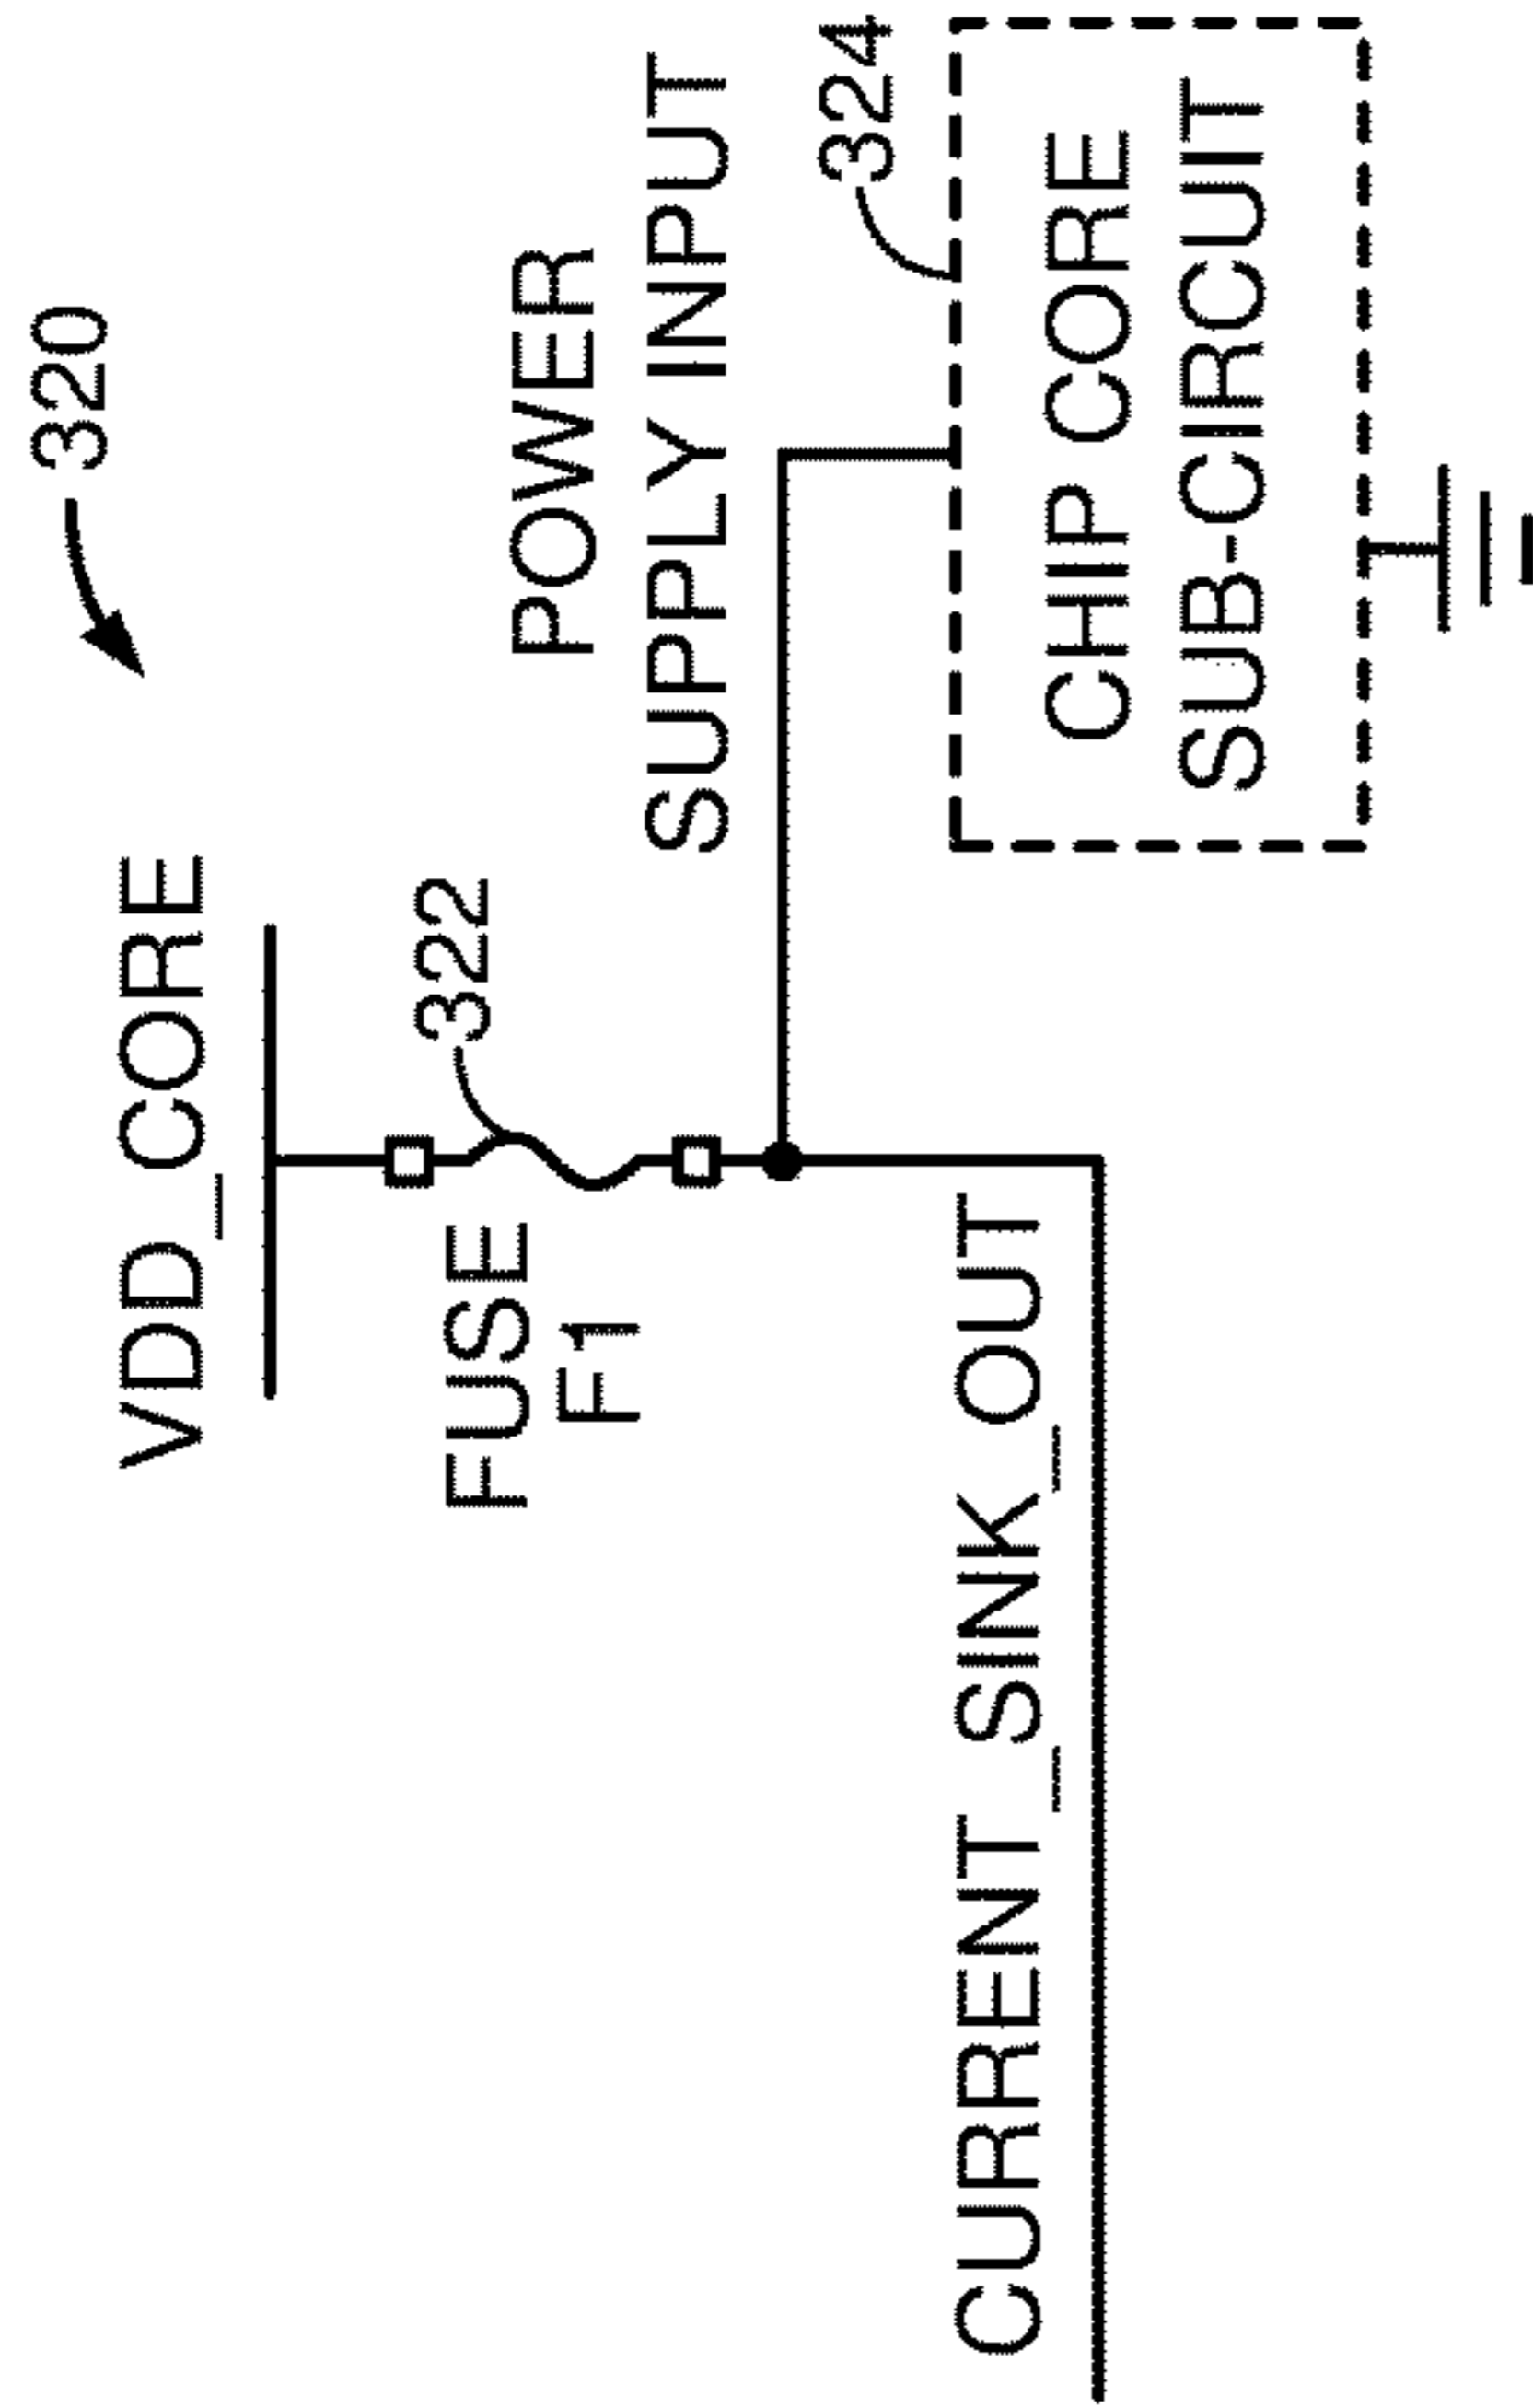 320
VDD_CORE
322
FUSE
F1
POWER
SUPPLY INPUT
324
CHIP CORE
SUB-CIRCUIT
CURRENT_SINK_OUT